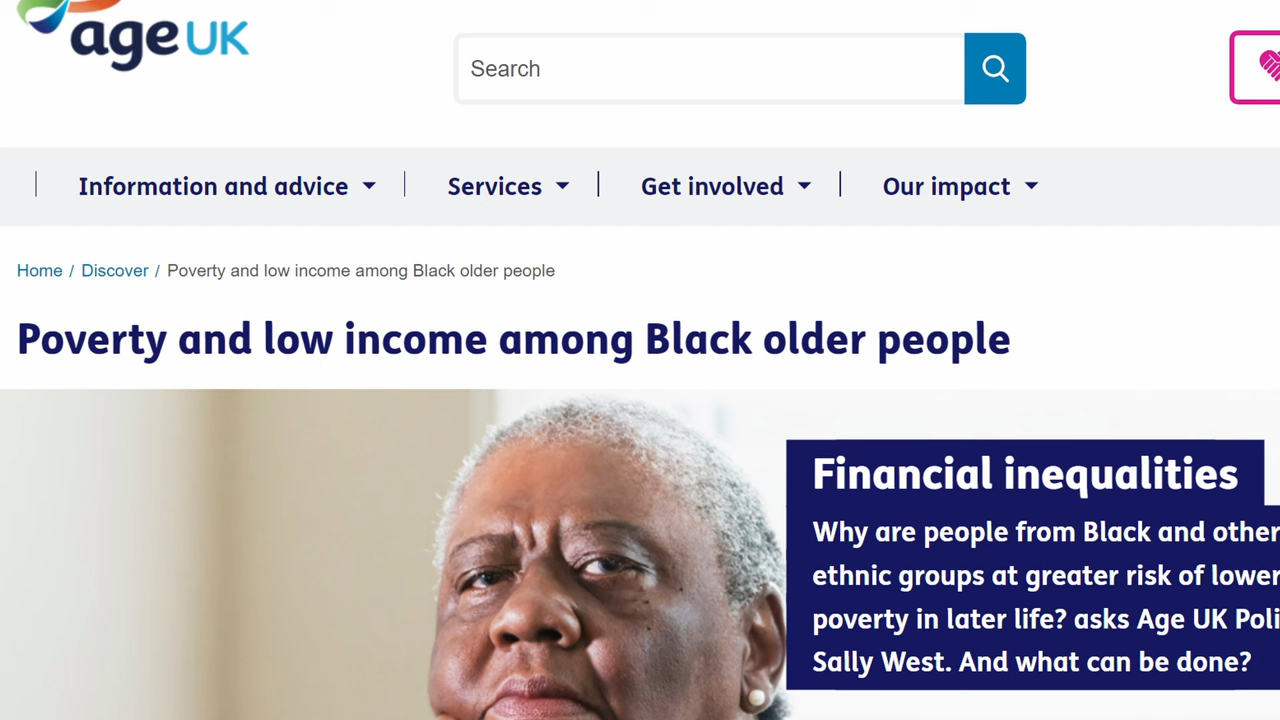 age UK
Search
Information and advice
Services
Get involved
Our impact
Home / Discover / Poverty and low income among Black older people
Poverty and low income among Black older people
Financial inequalities
Why are people from Black and other
ethnic groups at greater risk of lower
poverty in later life? asks Age UK Poli
Sally West. And what can be done?